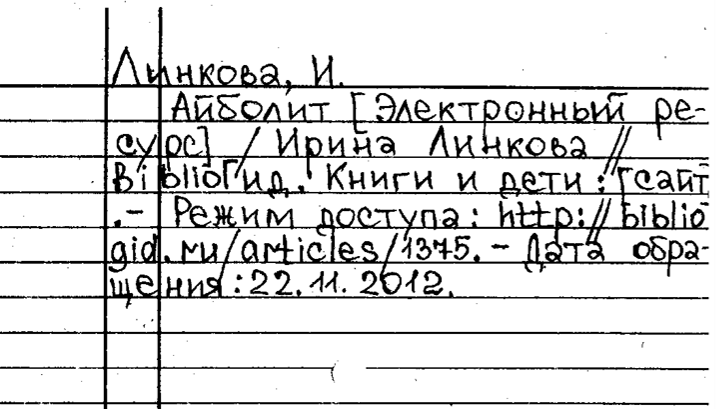 Линкова, И.
Айболит [Электронный ре-
сурс] / Ирина Линкова //
BiblioГид. Книги и дети : [сайт
.- Режим доступа: http://biblio
gid.ru/articles/1375. - Дата обра-
щения:22.11.2012.